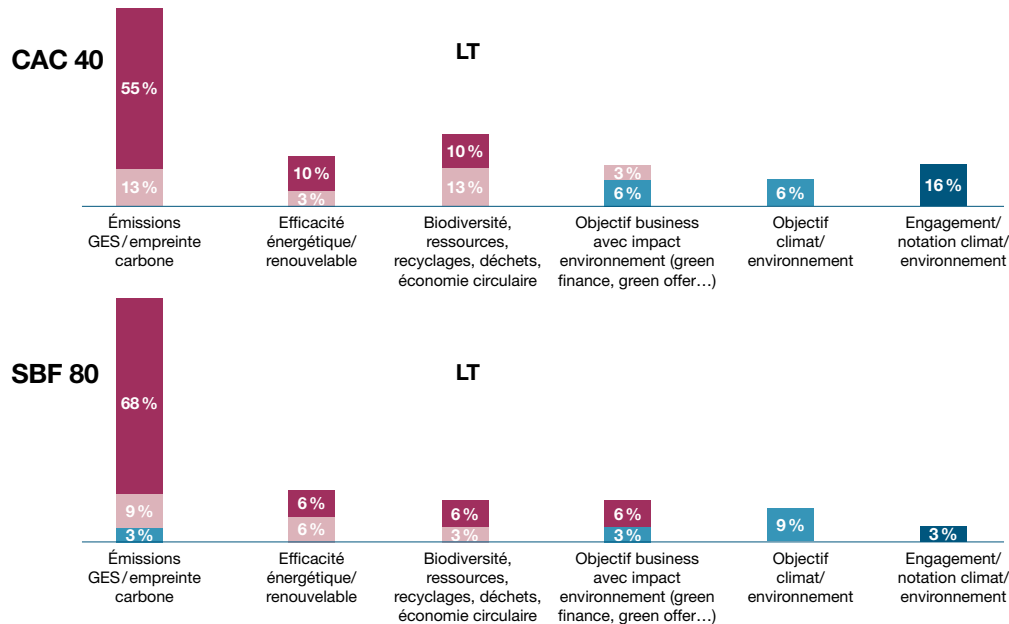 CAC 40
LT
55 %
13 %
10 %
3 %
10 %
13 %
3 %
6 %
6 %
16 %
Émissions
GES / empreinte
carbone
Efficacité
énergétique/
renouvelable
Biodiversité,
ressources,
recyclages, déchets,
économie circulaire
Objectif business
avec impact
environnement (green
finance, green offer…)
Objectif
climat/
environnement
Engagement/
notation climat/
environnement
SBF 80
LT
68 %
9 %
3 %
6 %
6 %
6 %
3 %
6 %
3 %
9 %
3 %
Émissions
GES / empreinte
carbone
Efficacité
énergétique/
renouvelable
Biodiversité,
ressources,
recyclages, déchets,
économie circulaire
Objectif business
avec impact
environnement (green
finance, green offer…)
Objectif
climat/
environnement
Engagement/
notation climat/
environnement